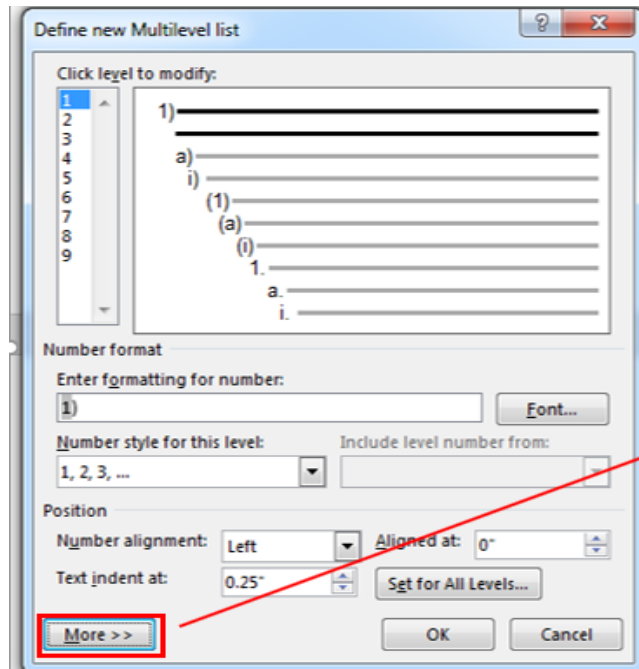 Define new Multilevel list
Click level to modify:
1
2
3
4
5
6
7
8
9
1)
a)
i)
(1)
(a)
(i)
1.
a.
i.
Number format
Enter formatting for number:
1)
Font...
Number style for this level:
Include level number from:
1, 2, 3, ...
Position
Number alignment:
Left
Aligned at:
0"
Text indent at:
0.25"
Set for All Levels...
More >>
OK
Cancel